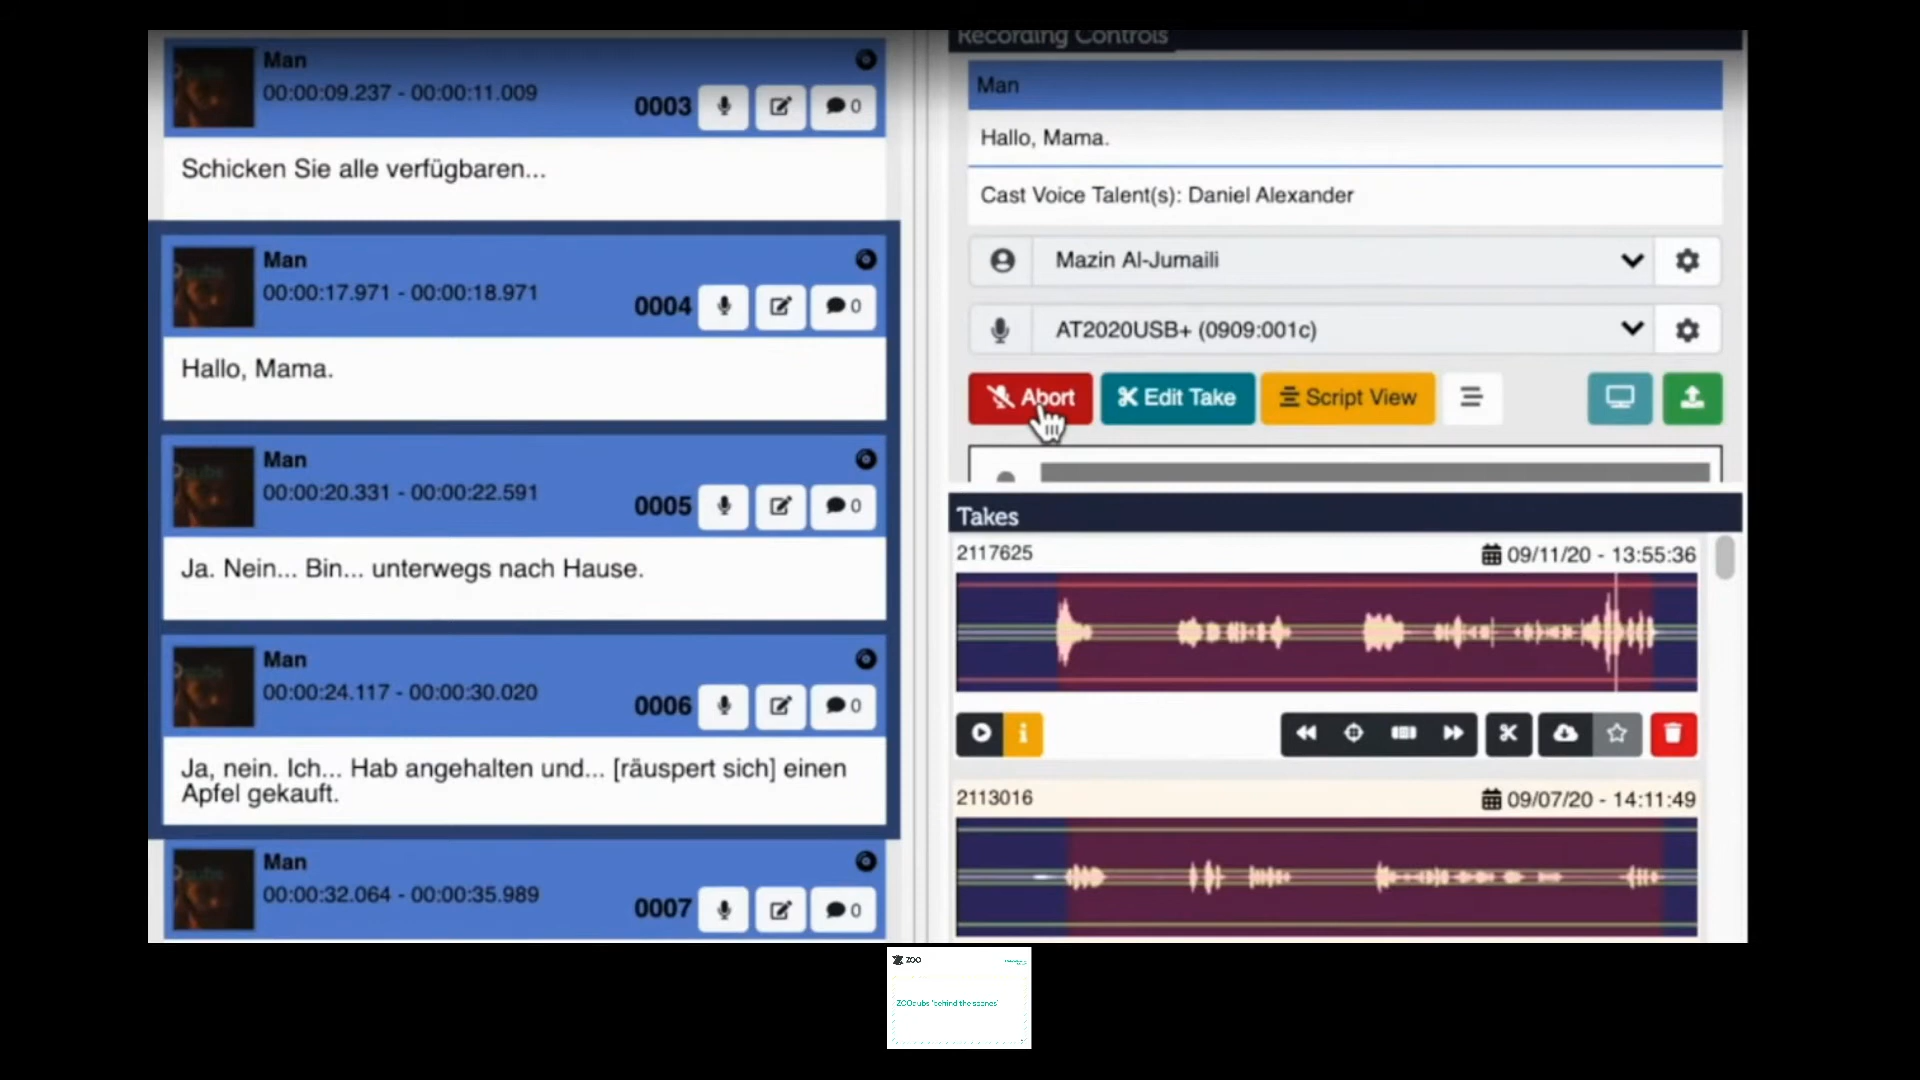 Man
00:00:09.237 - 00:00:11.009
0003
0
Schicken Sie alle verfügbaren...
Man
00:00:17.971 - 00:00:18.971
0004
0
Hallo, Mama.
Man
00:00:20.331 - 00:00:22.591
0005
0
Ja. Nein... Bin... unterwegs nach Hause.
Man
00:00:24.117 - 00:00:30.020
0006
0
Ja, nein. Ich... Hab angehalten und... [räuspert sich] einen
Apfel gekauft.
Man
00:00:32.064 - 00:00:35.989
0007
0
Recording Controls
Man
Hallo, Mama.
Cast Voice Talent(s): Daniel Alexander
Mazin Al-Jumaili
AT2020USB+ (0909:001c)
Abort
Edit Take
Script View
Takes
2117625
09/11/20 - 13:55:36
2113016
09/07/20 - 14:11:49
ZOO
ZOOdubs 'behind the scenes'